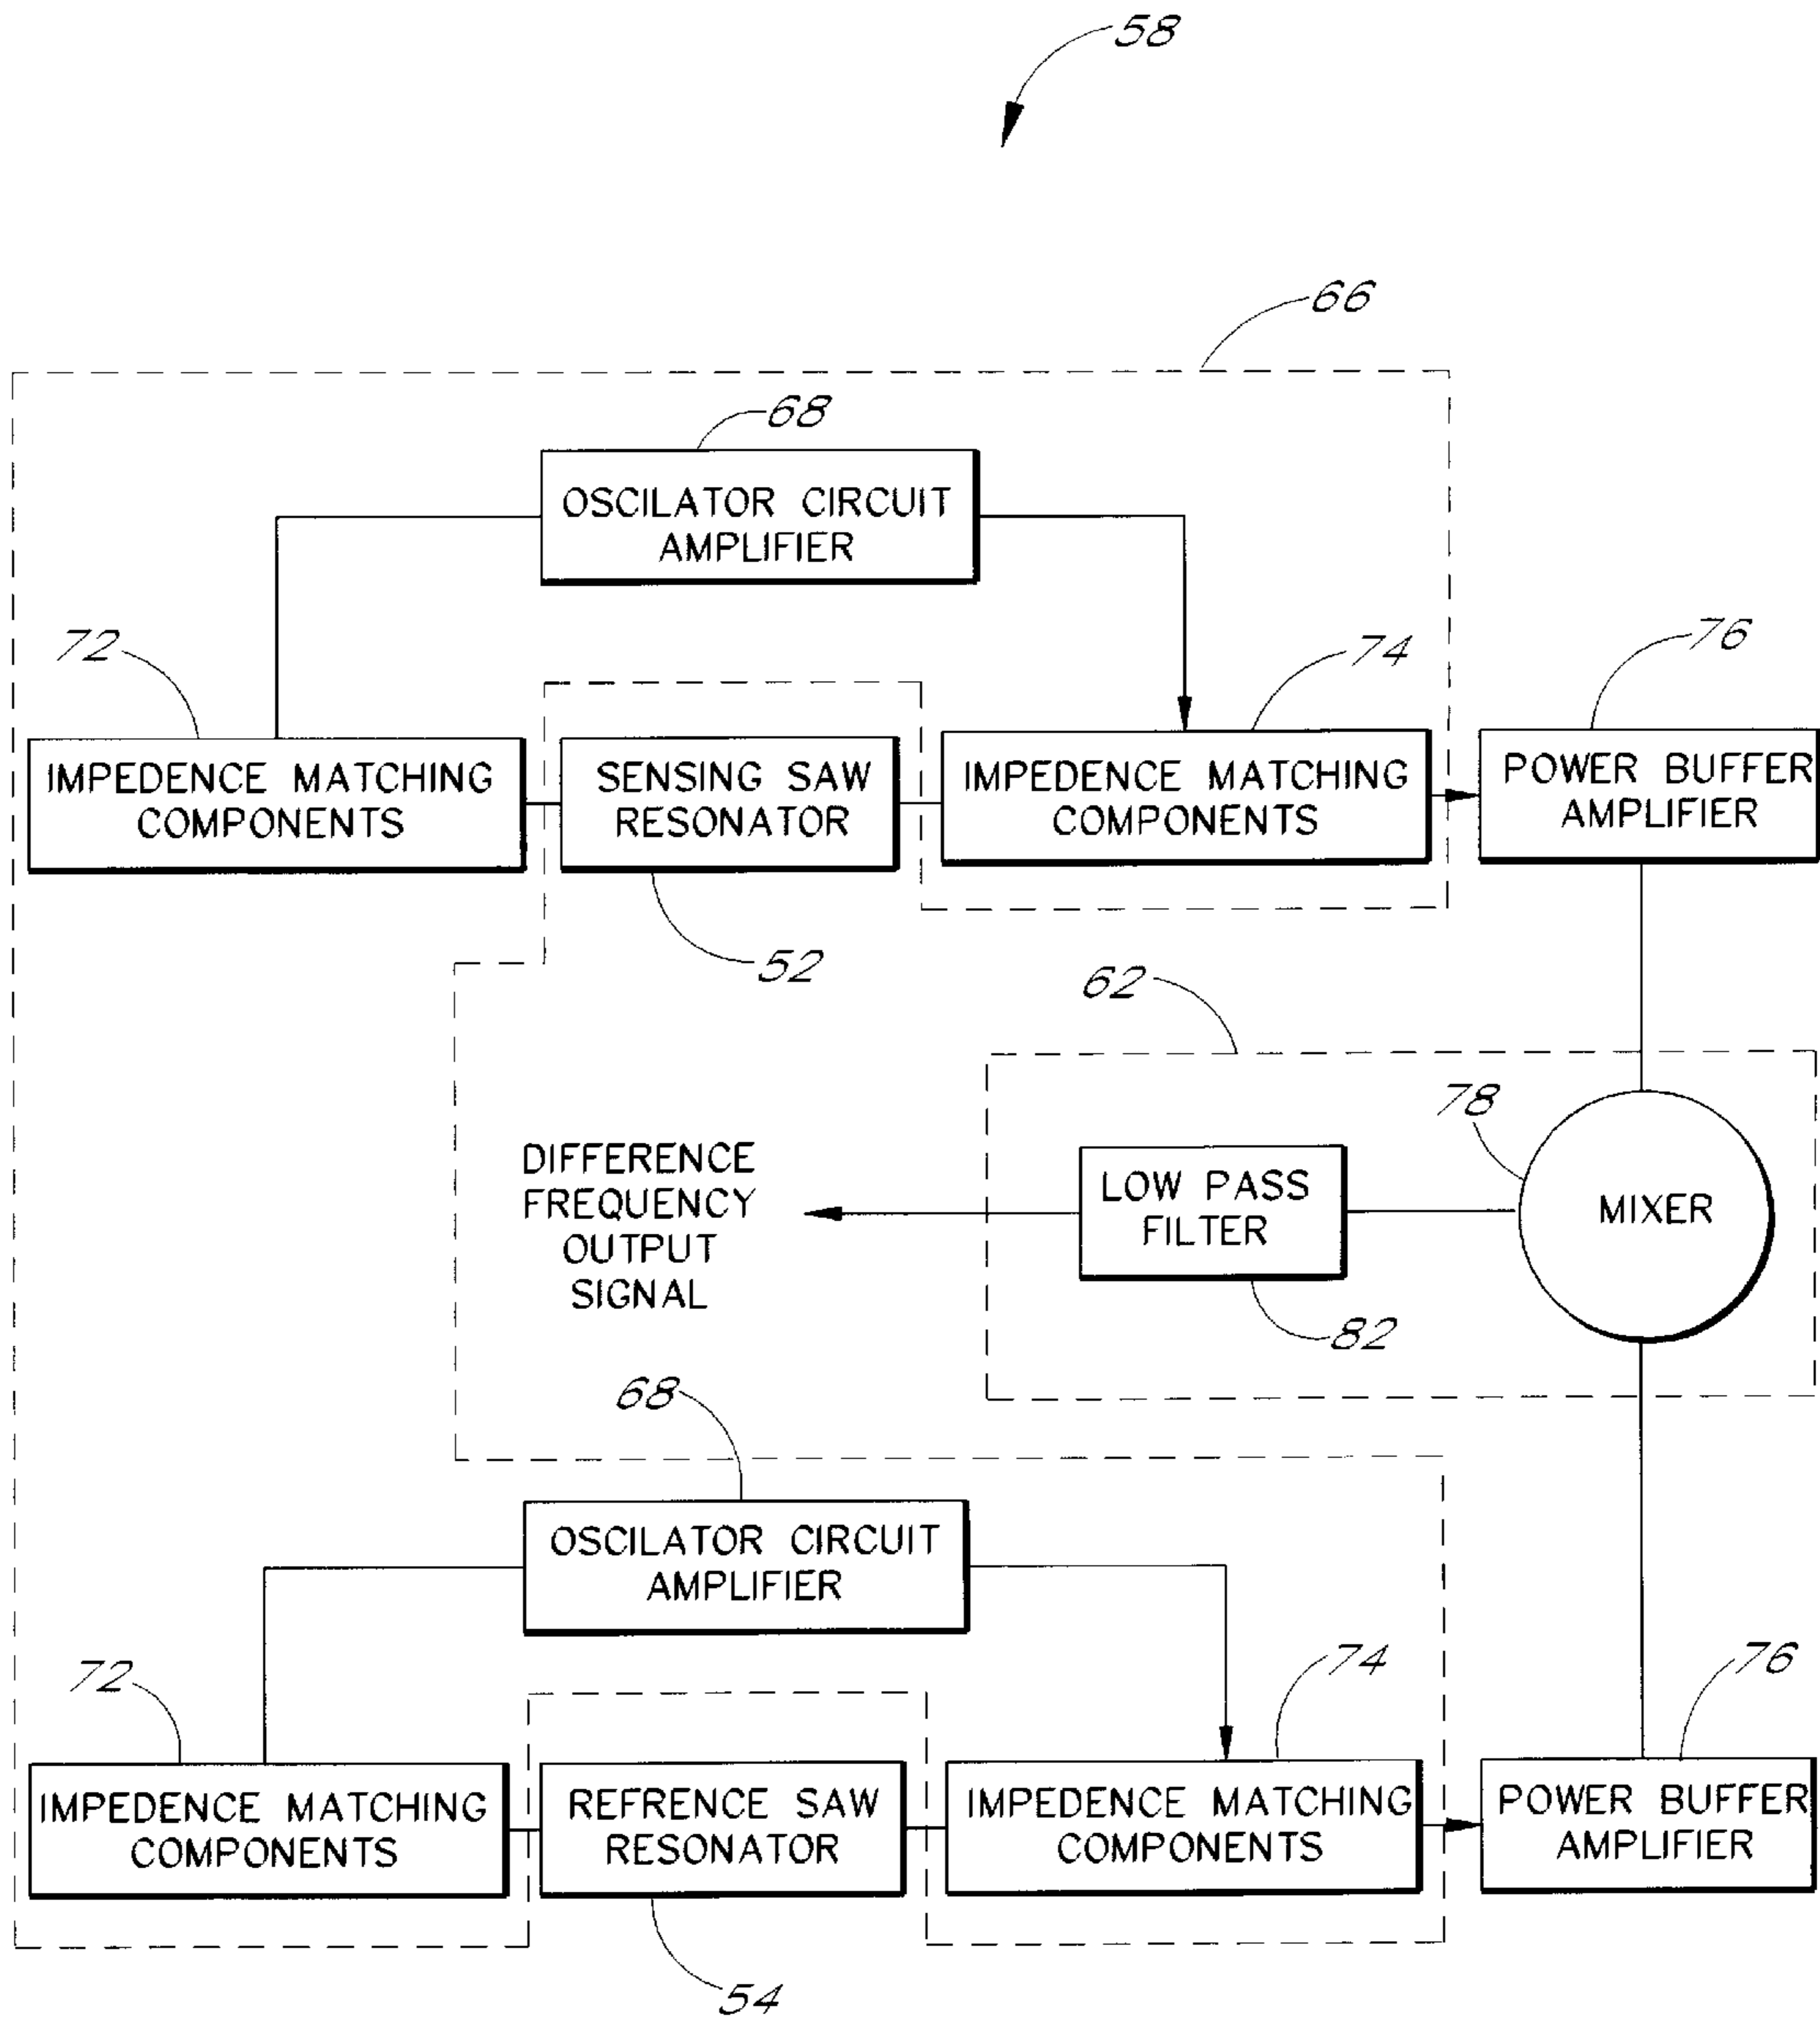 58
66
68
OSCILATOR CIRCUIT
AMPLIFIER
72
74
76
IMPEDENCE MATCHING
COMPONENTS
SENSING SAW
RESONATOR
IMPEDENCE MATCHING
COMPONENTS
POWER BUFFER
AMPLIFIER
52
62
78
DIFFERENCE
FREQUENCY
OUTPUT
SIGNAL
LOW PASS
FILTER
MIXER
82
68
OSCILATOR CIRCUIT
AMPLIFIER
72
74
76
IMPEDENCE MATCHING
COMPONENTS
REFRENCE SAW
RESONATOR
IMPEDENCE MATCHING
COMPONENTS
POWER BUFFER
AMPLIFIER
54